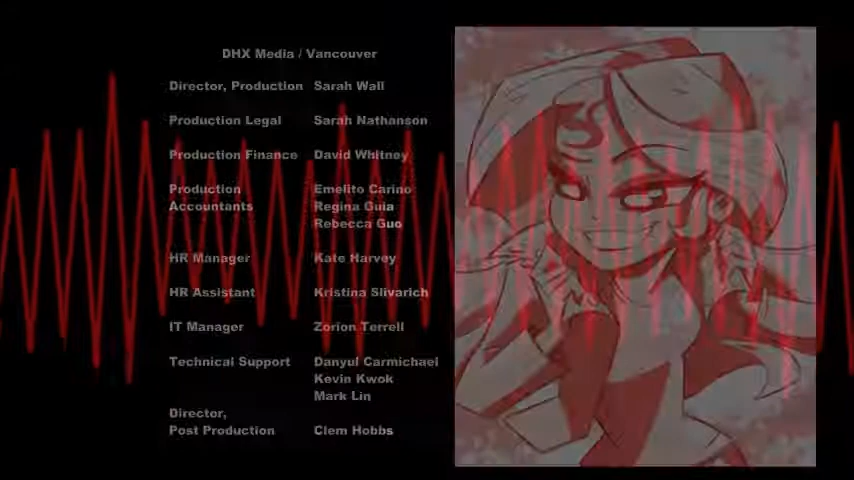 DHX Media / Vancouver
Director, Production Sarah Wall
Production Legal Sarah Nathanson
Production Finance David Whitney
Production Emelito Carino
Accountants Regina Guia
Rebecca Guo
HR Manager Kate Harvey
HR Assistant Kristina Slivarich
IT Manager Zorion Terrell
Technical Support Danyul Carmichael
Kevin Kwok
Mark Lin
Director,
Post Production Clem Hobbs